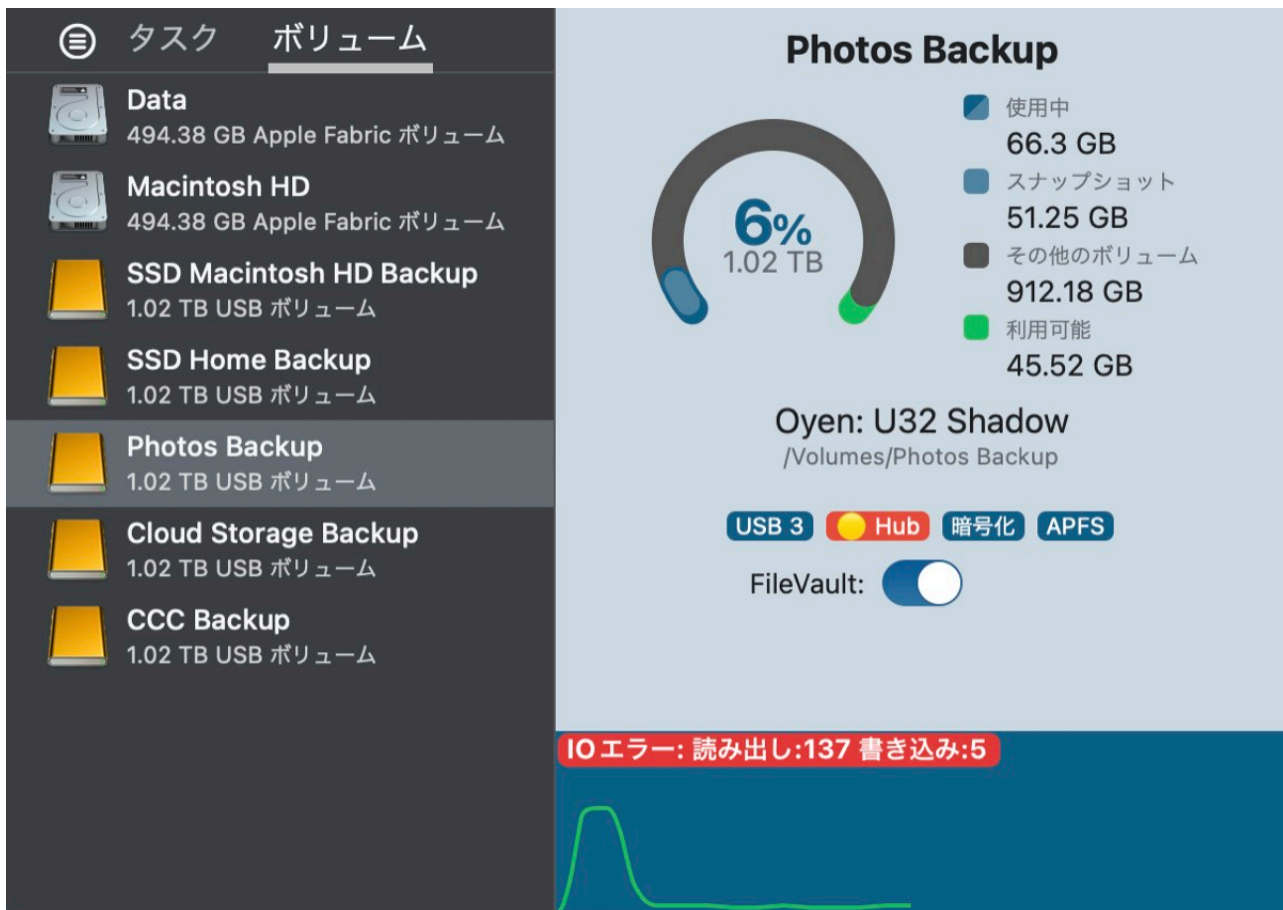 タスク ボリューム
Data
494.38 GB Apple Fabric ボリューム
Macintosh HD
494.38 GB Apple Fabric ボリューム
SSD Macintosh HD Backup
1.02 TB USB ボリューム
SSD Home Backup
1.02 TB USB ボリューム
Photos Backup
1.02 TB USB ボリューム
Cloud Storage Backup
1.02 TB USB ボリューム
CCC Backup
1.02 TB USB ボリューム
Photos Backup
6%
1.02 TB
使用中
66.3 GB
スナップショット
51.25 GB
その他のボリューム
912.18 GB
利用可能
45.52 GB
Oyen: U32 Shadow
/Volumes/Photos Backup
USB 3 Hub 暗号化 APFS
FileVault:
IOエラー: 読み出し:137 書き込み:5